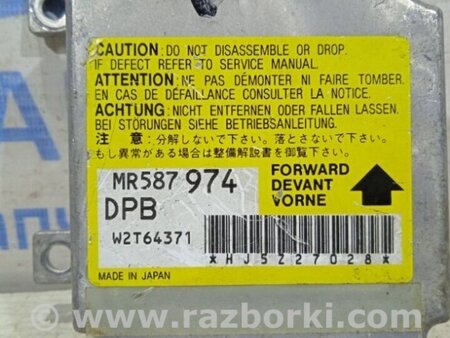 CAUTION: DO NOT DISASSEMBLE OR DROP.
IF DEFECT REFER TO SERVICE MANUAL.
ATTENTION: NE PAS DÉMONTER NI FAIRE TOMBER.
EN CAS DE DÉFAILLANCE CONSULTER LA NOTICE.
ACHTUNG: NICHT ENTFERNEN ODER FALLEN LASSEN.
BEI STÖRUNGEN SIEHE BETRIEBSANLEITUNG.
注 意: 分解しないで下さい。落とさないで下さい。
もし異常がある場合は整備解説書を御覧下さい。
MR587 974
DPB
W2T64371
FORWARD
DEVANT
VORNE
*HJ5Z27028*
MADE IN JAPAN
www.razborki.com